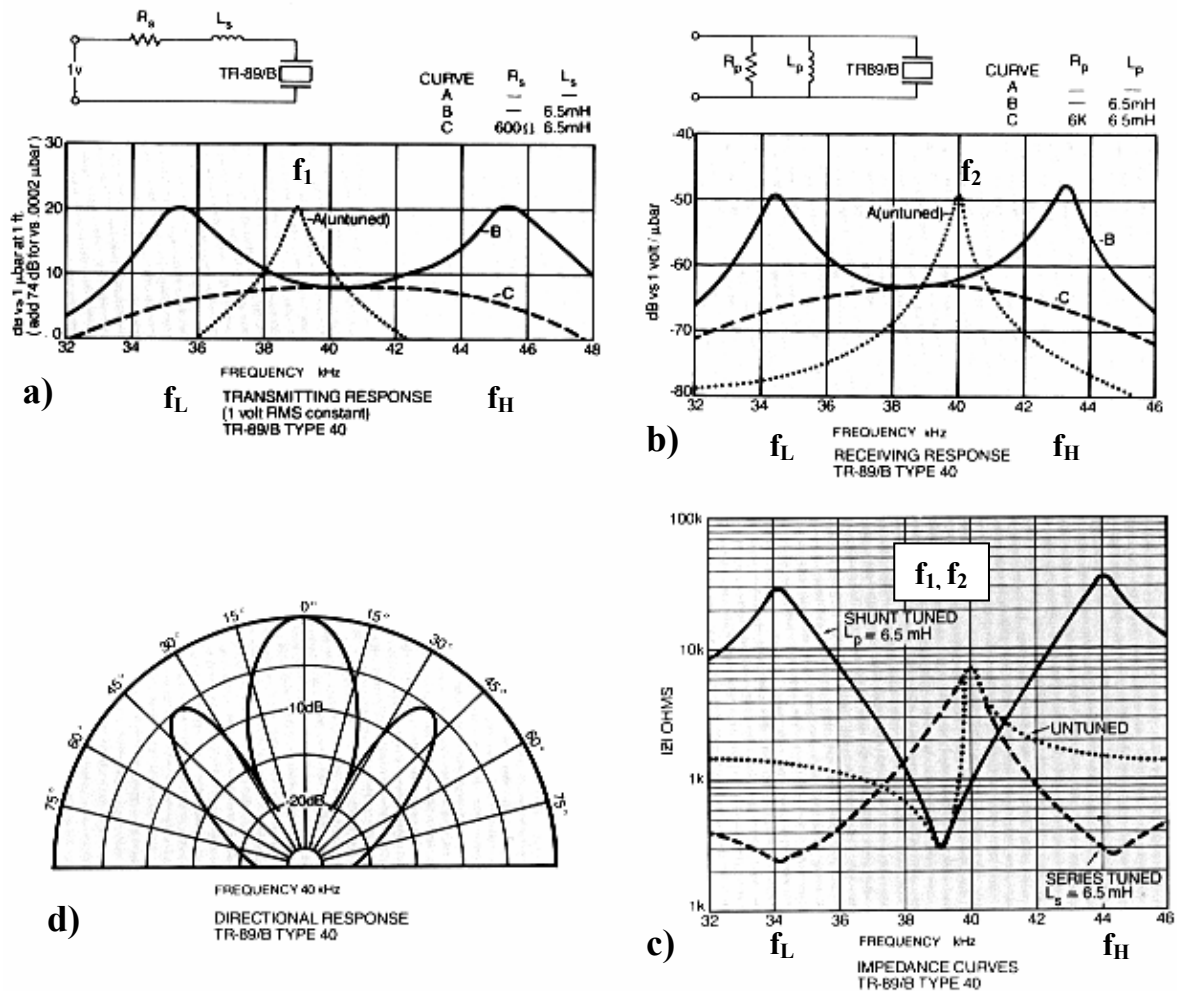 Rs Ls
1v
TR-89/B
CURVE Rs Ls
A — —
B — 6.5mH
C 600Ω 6.5mH
dB vs 1 μbar at 1 ft.
( add 74 dB for vs .0002 μbar )
30
20
10
0
f1
A(untuned)
B
C
32 34 36 38 40 42 44 46 48
FREQUENCY kHz
a)
fL fH
TRANSMITTING RESPONSE
(1 volt RMS constant)
TR-89/B TYPE 40
Rp Lp TR89/B
CURVE Rp Lp
A — —
B — 6.5mH
C 6K 6 5mH
dB vs 1 volt / μbar
-40
-50
-60
-70
-80
f2
A(untuned)
-B
-C
32 34 36 38 40 42 44 46
FREQUENCY kHz
b)
fL fH
RECEIVING RESPONSE
TR-89/B TYPE 40
75° 60° 45° 30° 15° 0° 15° 30° 45° 60° 75°
-10dB
-20dB
FREQUENCY 40 kHz
d)
DIRECTIONAL RESPONSE
TR-89/B TYPE 40
|Z| OHMS
100k
10k
1k
1k
f1, f2
SHUNT TUNED
Lp = 6.5 mH
UNTUNED
SERIES TUNED
Ls = 6.5mH
32 34 36 38 40 42 44 46
fL fH
FREQUENCY kHz
c)
IMPEDANCE CURVES
TR-89/B TYPE 40